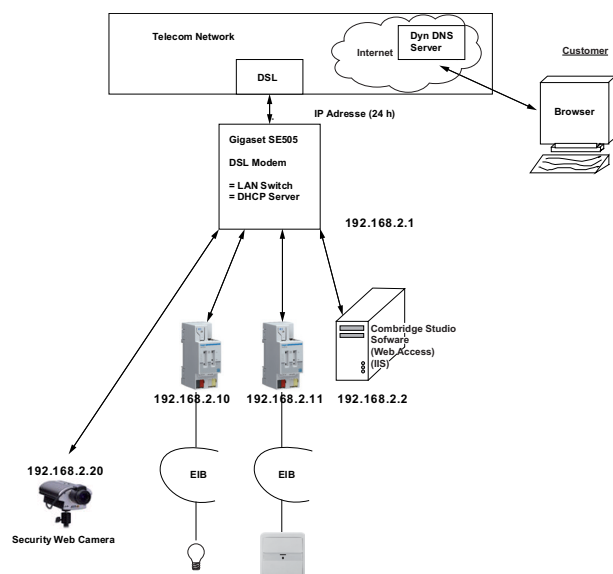 Telecom Network
Dyn DNS
Server
Internet
Customer
DSL
Browser
IP Adresse (24 h)
Gigaset SE505
DSL Modem
= LAN Switch
= DHCP Server
192.168.2.1
Combridge Studio
Sofware
(Web Access)
(IIS)
192.168.2.10
192.168.2.11
192.168.2.2
192.168.2.20
EIB
EIB
Security Web Camera